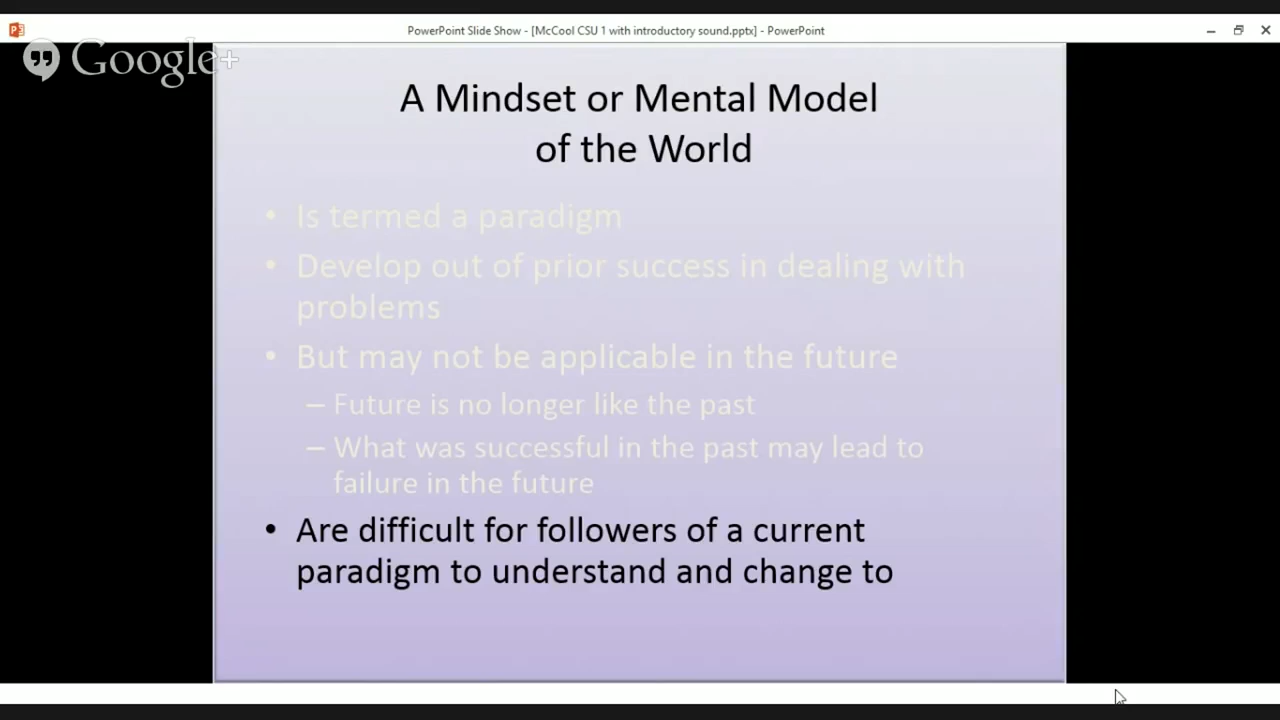 PowerPoint Slide Show - [McCool CSU 1 with introductory sound.pptx] - PowerPoint
Google+
A Mindset or Mental Model
of the World
• Is termed a paradigm
• Develop out of prior success in dealing with
problems
• But may not be applicable in the future
– Future is no longer like the past
– What was successful in the past may lead to
failure in the future
• Are difficult for followers of a current
paradigm to understand and change to